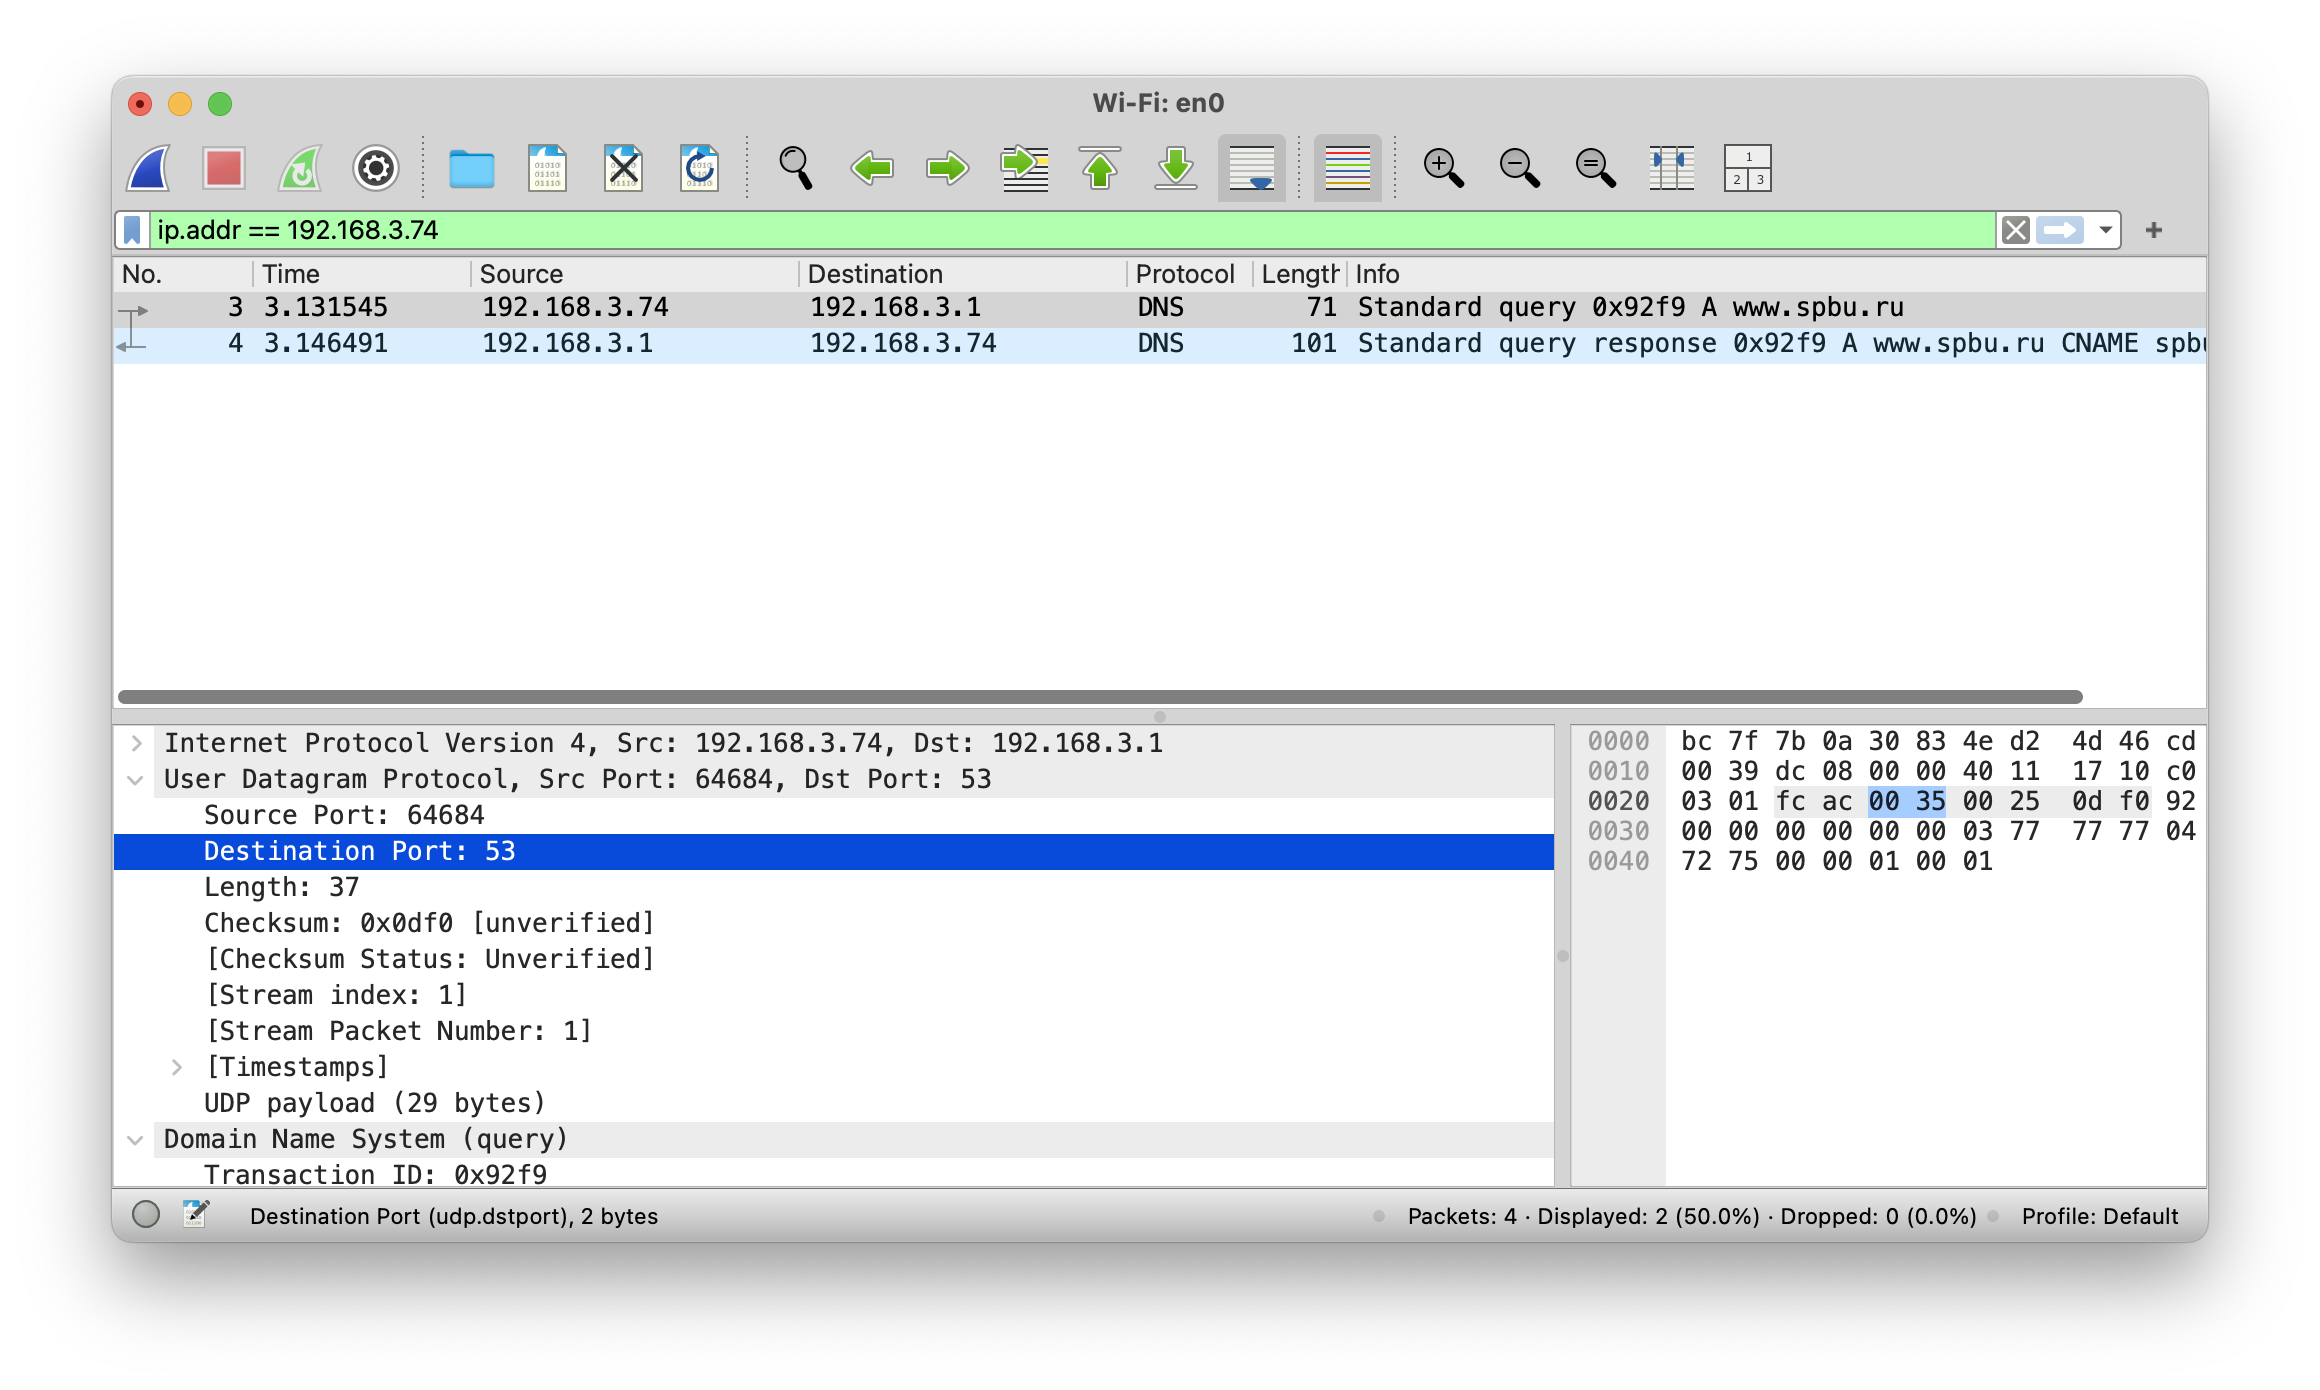 Wi-Fi: en0
ip.addr == 192.168.3.74
No. Time Source Destination Protocol Length Info
3 3.131545 192.168.3.74 192.168.3.1 DNS 71 Standard query 0x92f9 A www.spbu.ru
4 3.146491 192.168.3.1 192.168.3.74 DNS 101 Standard query response 0x92f9 A www.spbu.ru CNAME spbu
Internet Protocol Version 4, Src: 192.168.3.74, Dst: 192.168.3.1
User Datagram Protocol, Src Port: 64684, Dst Port: 53
Source Port: 64684
Destination Port: 53
Length: 37
Checksum: 0x0df0 [unverified]
[Checksum Status: Unverified]
[Stream index: 1]
[Stream Packet Number: 1]
[Timestamps]
UDP payload (29 bytes)
Domain Name System (query)
Transaction ID: 0x92f9
0000 bc 7f 7b 0a 30 83 4e d2 4d 46 cd
0010 00 39 dc 08 00 00 40 11 17 10 c0
0020 03 01 fc ac 00 35 00 25 0d f0 92
0030 00 00 00 00 00 00 03 77 77 77 04
0040 72 75 00 00 01 00 01
Destination Port (udp.dstport), 2 bytes
Packets: 4 · Displayed: 2 (50.0%) · Dropped: 0 (0.0%)
Profile: Default